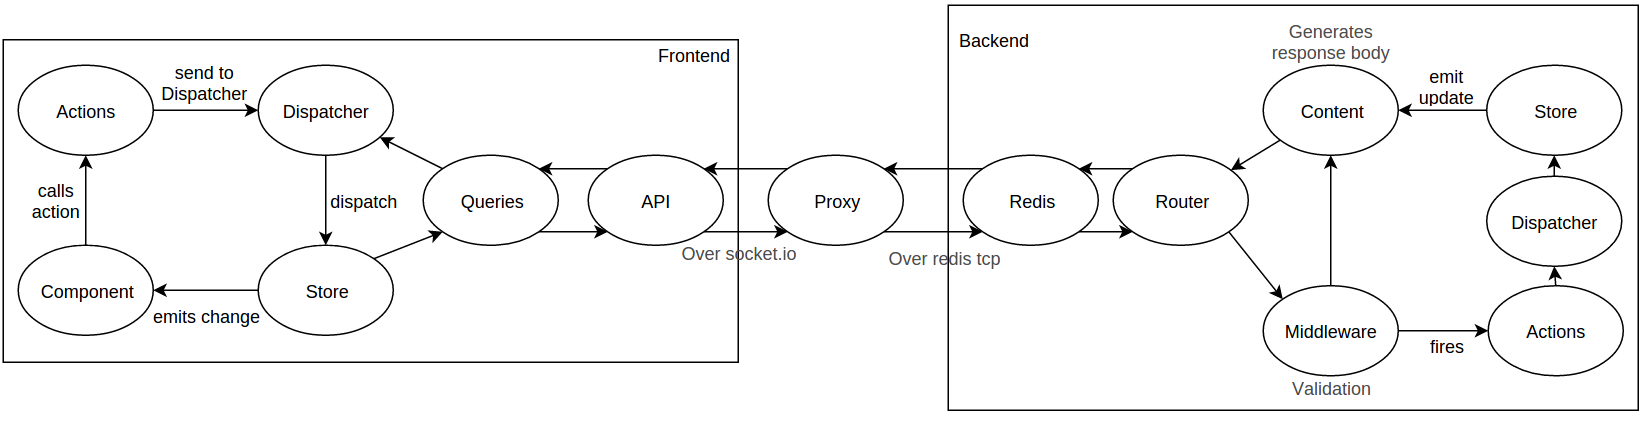 Frontend
Actions
send to
Dispatcher
Dispatcher
calls
action
dispatch
Component
emits change
Store
Queries
API
Over socket.io
Proxy
Over redis tcp
Backend
Redis
Router
Generates
response body
Content
emit
update
Store
Dispatcher
Middleware
Validation
fires
Actions